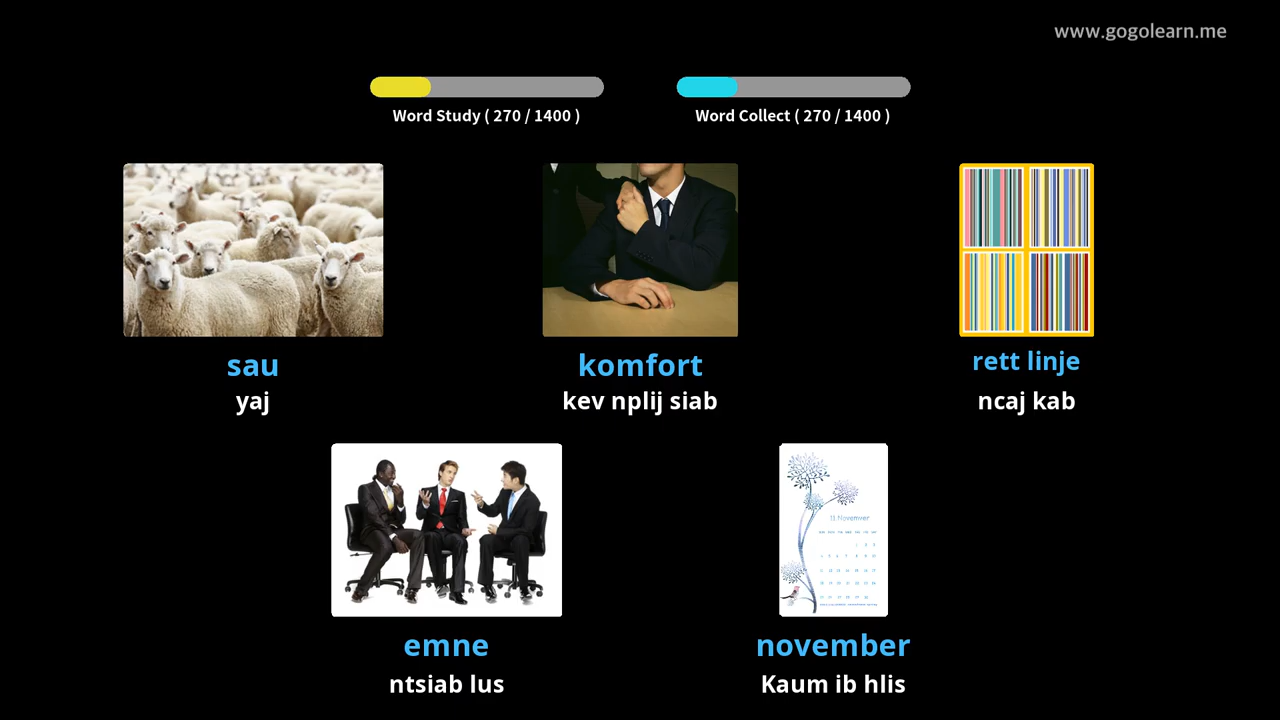 www.gogolearn.me
Word Study ( 270 / 1400 )
Word Collect ( 270 / 1400 )
sau
yaj
komfort
kev nplij siab
rett linje
ncaj kab
emne
ntsiab lus
november
Kaum ib hlis